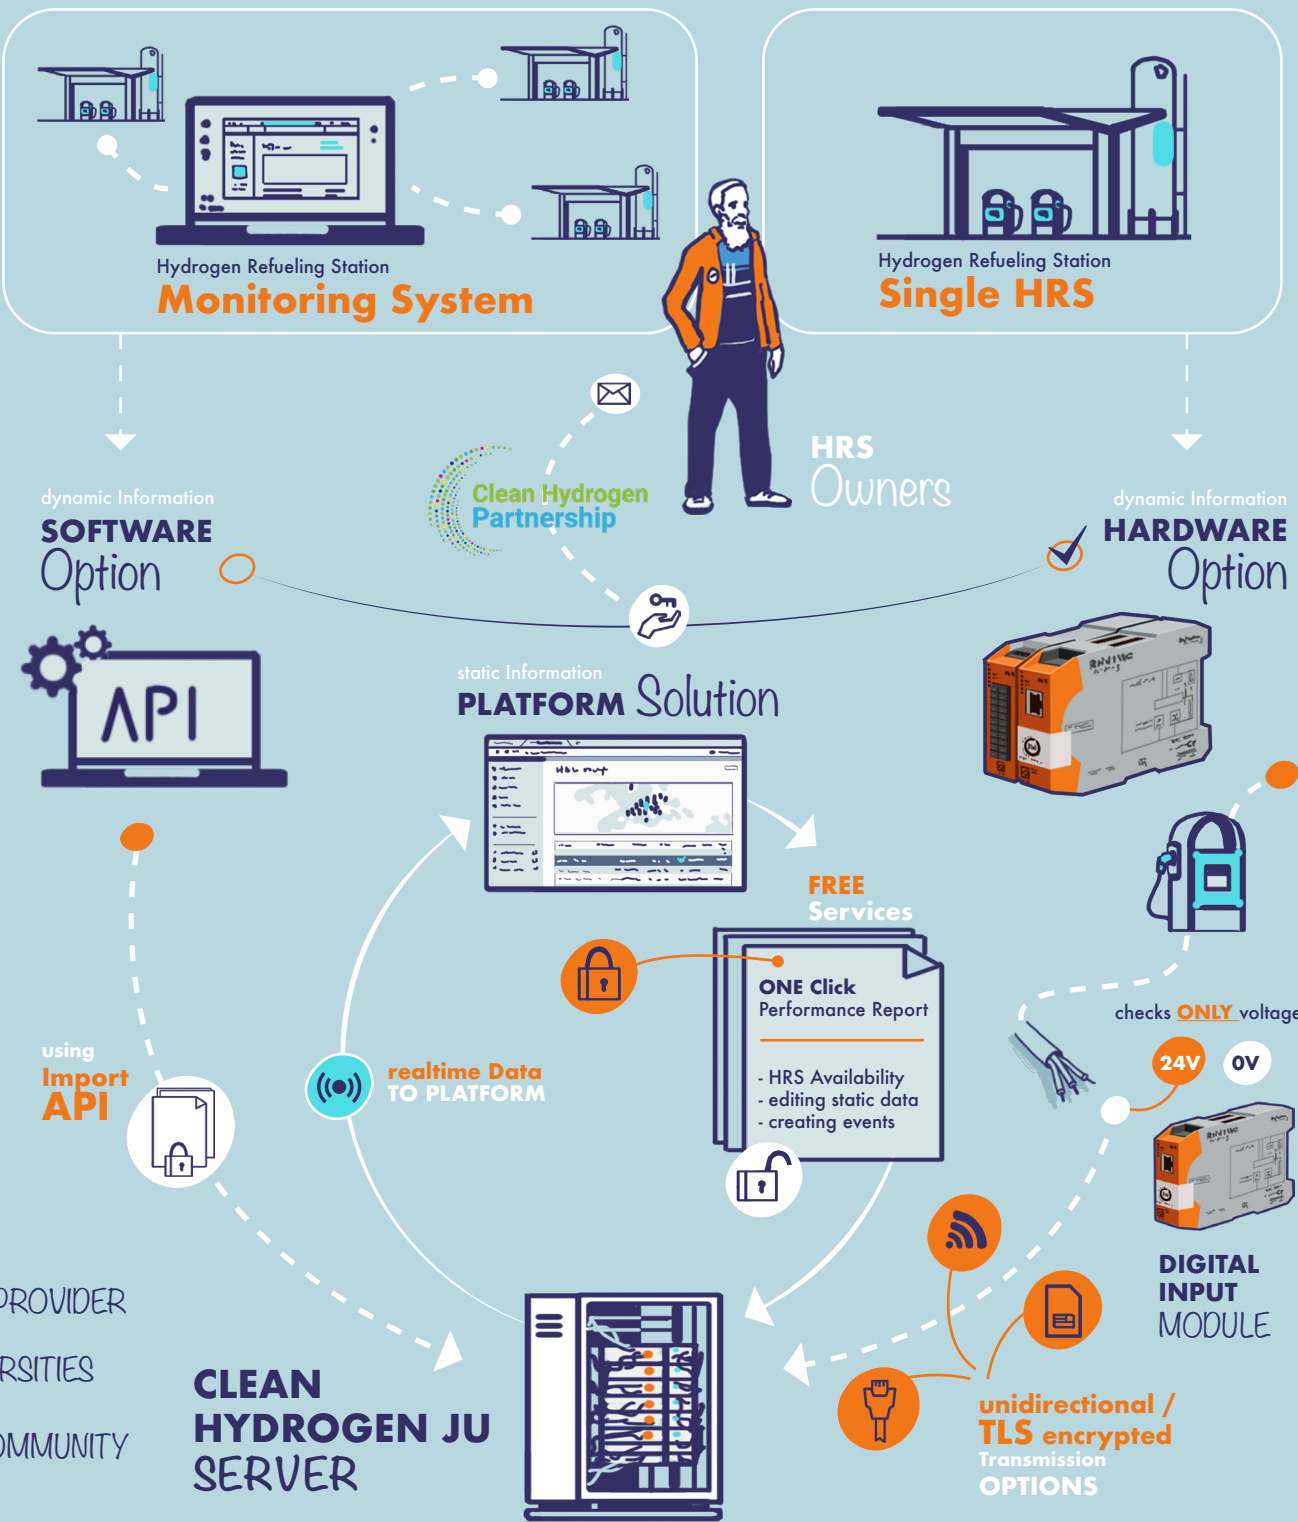 Hydrogen Refueling Station
Monitoring System
Hydrogen Refueling Station
Single HRS
HRS
Owners
Clean Hydrogen
Partnership
dynamic Information
SOFTWARE
Option
dynamic Information
HARDWARE
Option
API
static Information
PLATFORM Solution
FREE
Services
ONE Click
Performance Report
- HRS Availability
- editing static data
- creating events
using
Import
API
realtime Data
TO PLATFORM
checks ONLY voltage
24V
0V
DIGITAL
INPUT
MODULE
PROVIDER
RSITIES
OMMUNITY
CLEAN
HYDROGEN JU
SERVER
unidirectional /
TLS encrypted
Transmission
OPTIONS